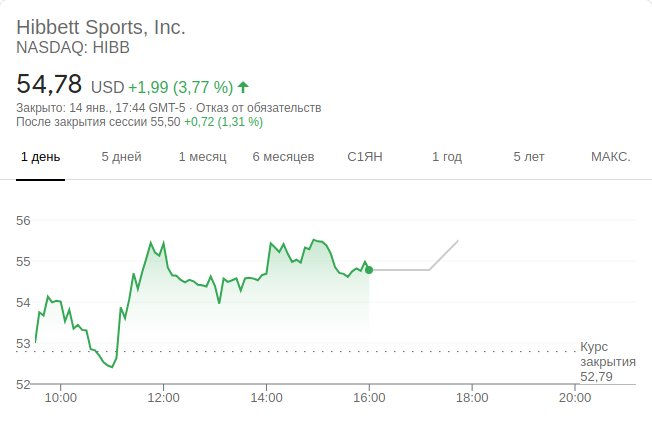 Hibbett Sports, Inc.
NASDAQ: HIBB
54,78 USD +1,99 (3,77 %)
Закрыто: 14 янв., 17:44 GMT-5 · Отказ от обязательств
После закрытия сессии 55,50 +0,72 (1,31 %)
1 день 5 дней 1 месяц 6 месяцев С1ЯН 1 год 5 лет МАКС.
56
55
54
53
52
Курс
закрытия
52,79
10:00 12:00 14:00 16:00 18:00 20:00